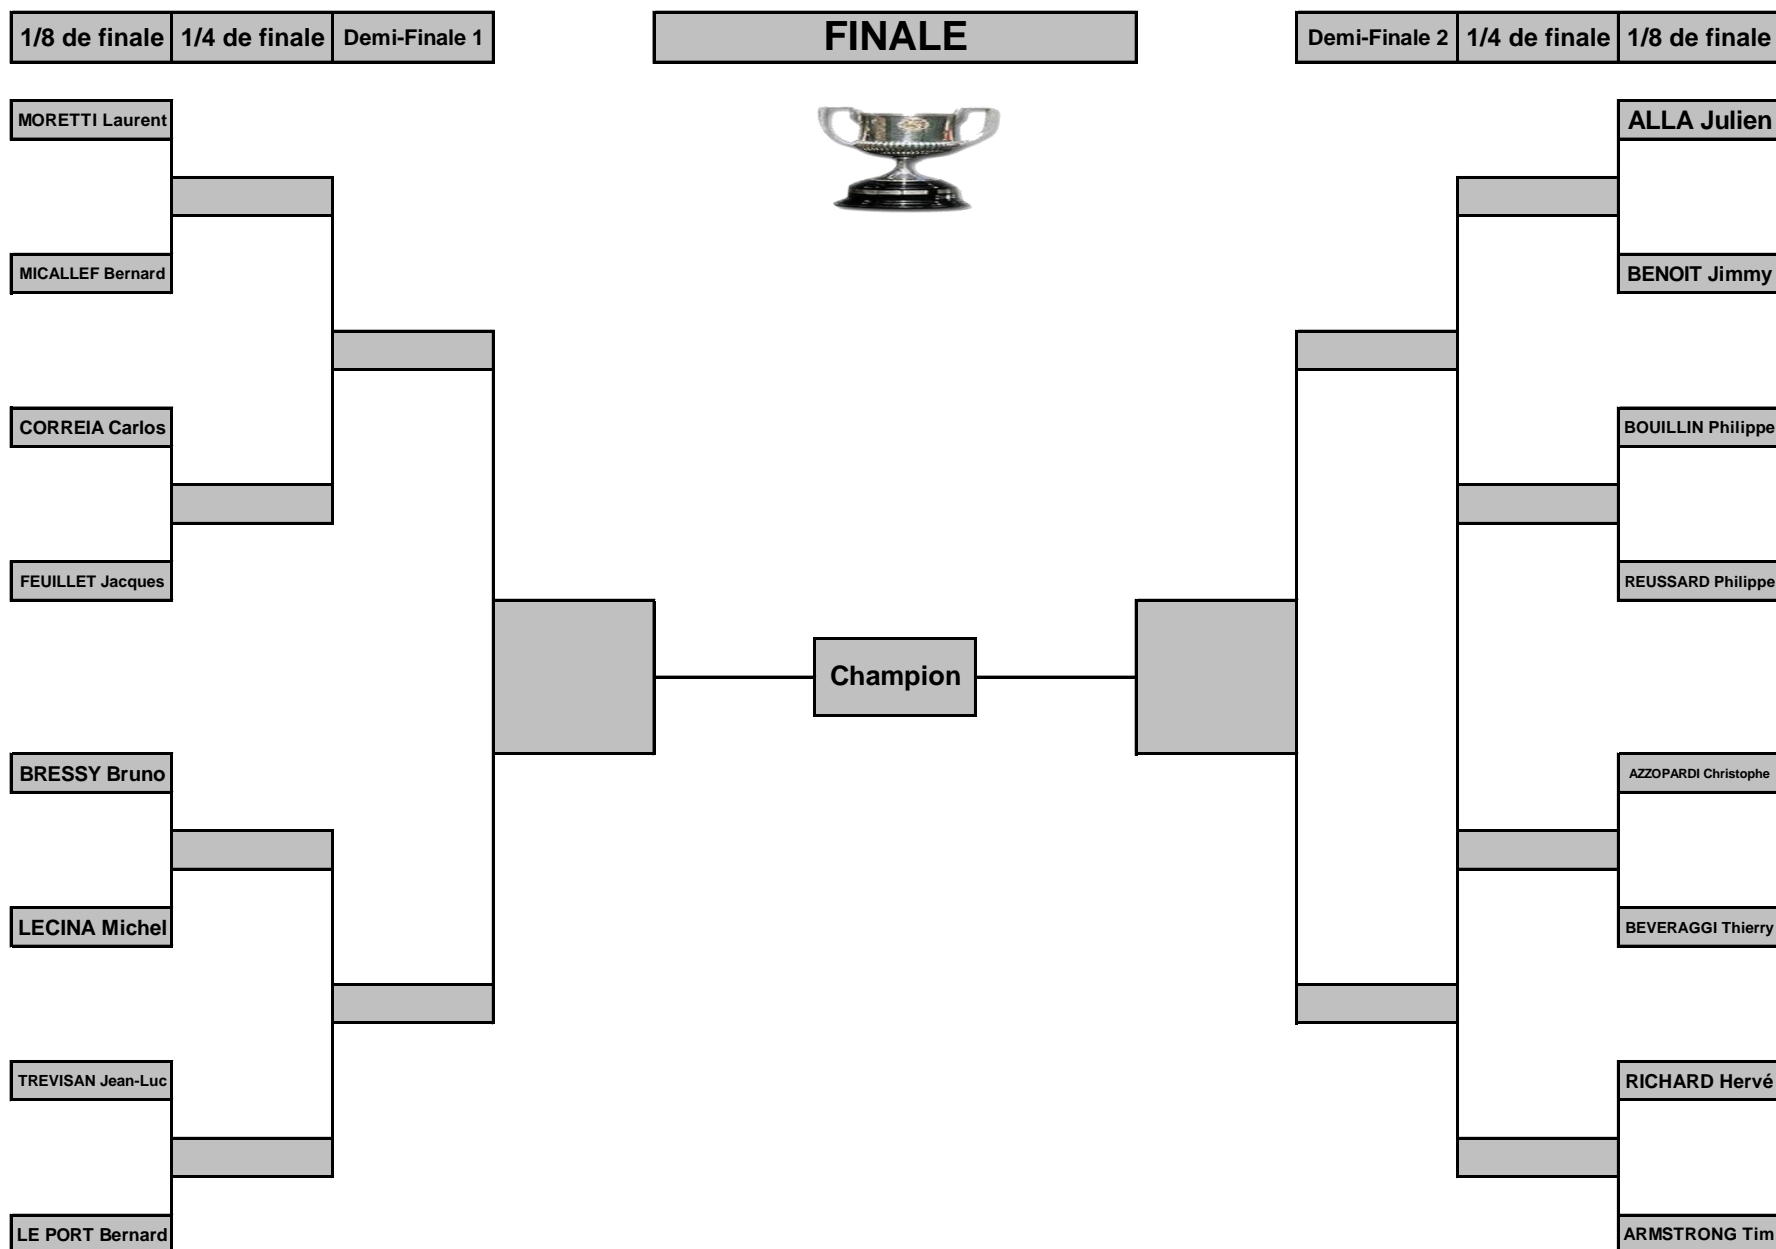 1/8 de finale 1/4 de finale Demi-Finale 1 FINALE Demi-Finale 2 1/4 de finale 1/8 de finale
MORETTI Laurent ALLA Julien
MICALLEF Bernard BENOIT Jimmy
CORREIA Carlos BOUILLIN Philippe
FEUILLET Jacques REUSSARD Philippe
Champion
BRESSY Bruno AZZOPARDI Christophe
LECINA Michel BEVERAGGI Thierry
TREVISAN Jean-Luc RICHARD Hervé
LE PORT Bernard ARMSTRONG Tim